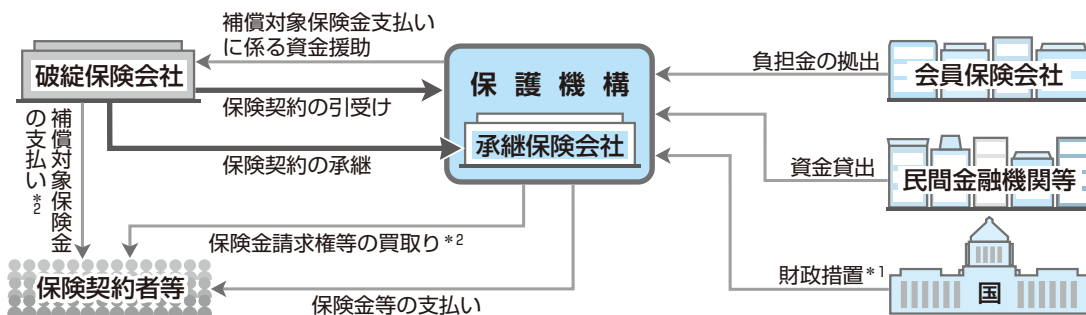 補償対象保険金支払い
に係る資金援助
破綻保険会社
保険契約の引受け
保険契約の承継
補償対象保険金
の支払い*2
保護機構
承継保険会社
負担金の拠出
会員保険会社
資金貸出
民間金融機関等
財政措置*1
国
保険金請求権等の買取り*2
保険契約者等
保険金等の支払い